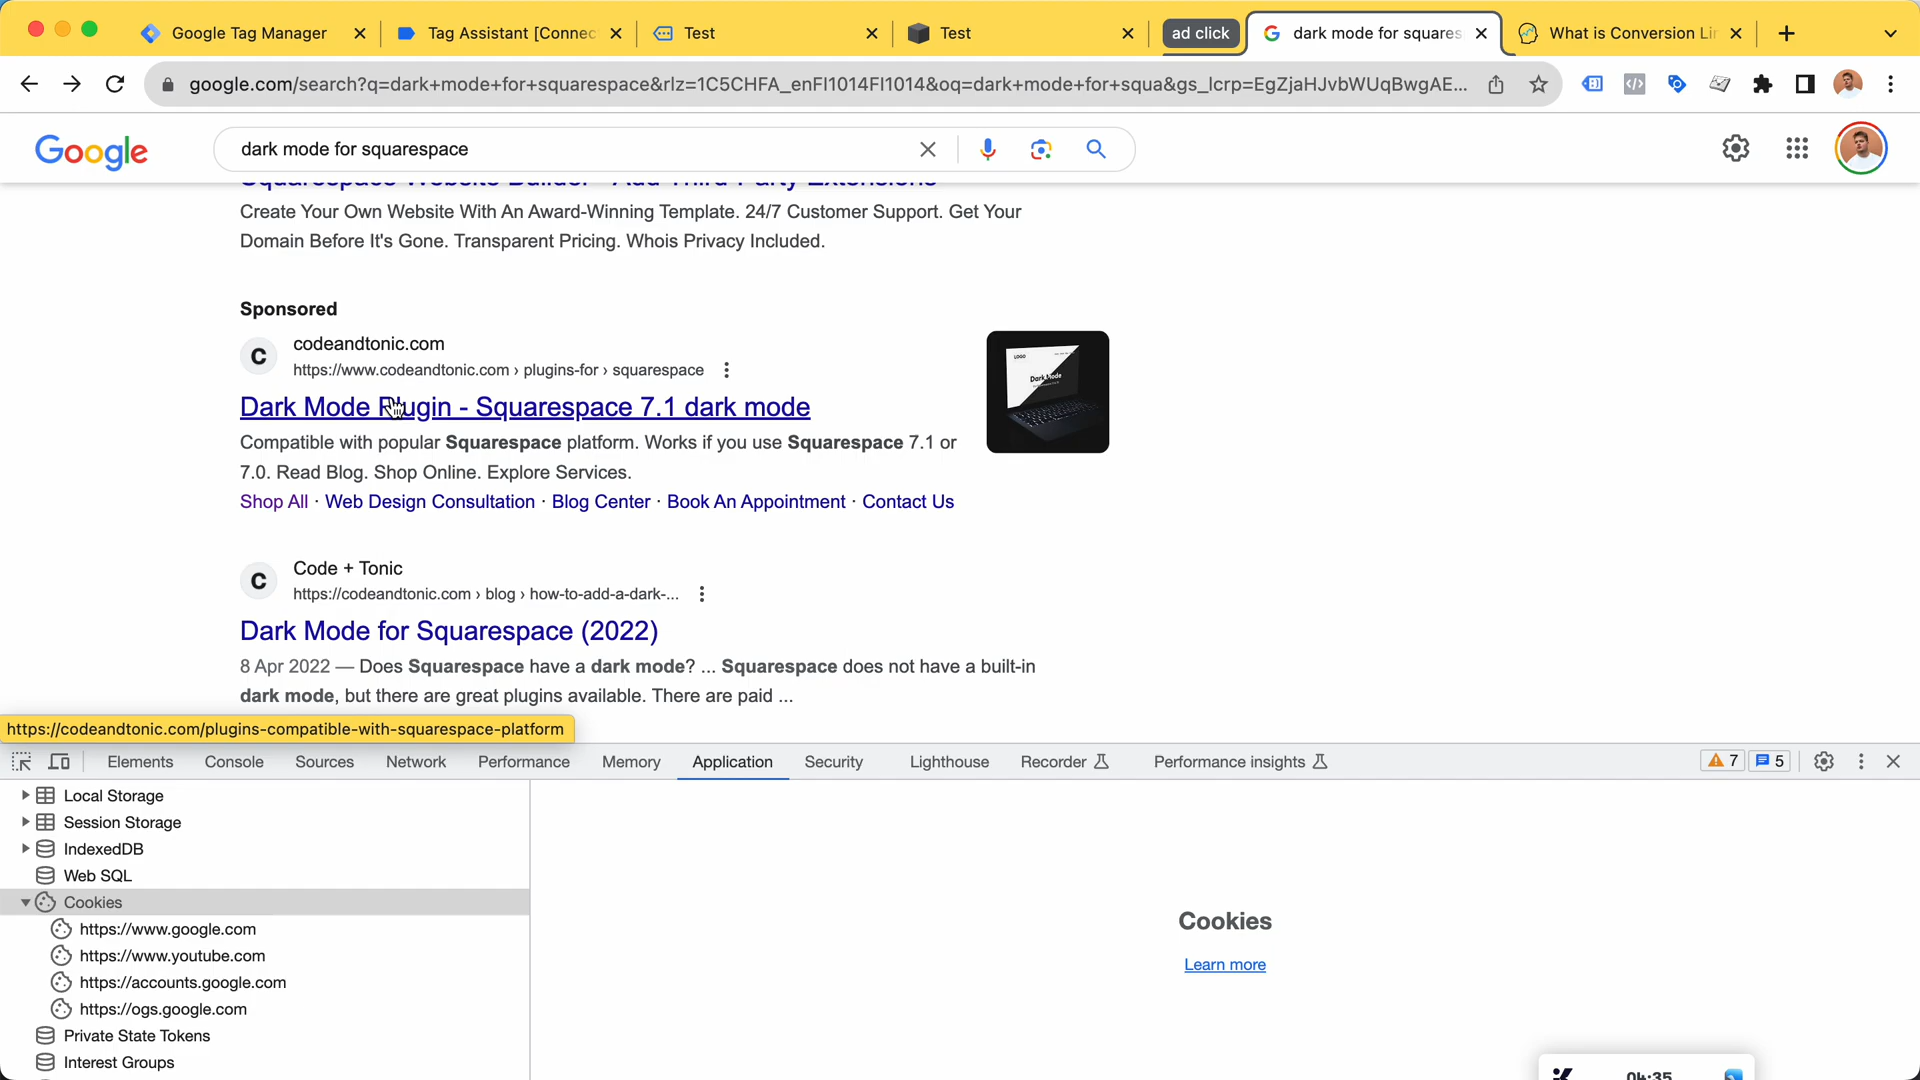 Google Tag Manager
Tag Assistant [Connec
Test
Test
ad click
dark mode for squares
What is Conversion Lin
google.com/search?q=dark+mode+for+squarespace&rlz=1C5CHFA_enFI1014FI1014&oq=dark+mode+for+squa&gs_lcrp=EgZjaHJvbWUqBwgAE...
Google
dark mode for squarespace
Squarespace Website Builder - Add Third-Party Extensions
Create Your Own Website With An Award-Winning Template. 24/7 Customer Support. Get Your
Domain Before It's Gone. Transparent Pricing. Whois Privacy Included.
Sponsored
C
codeandtonic.com
https://www.codeandtonic.com › plugins-for › squarespace
Dark Mode Plugin - Squarespace 7.1 dark mode
Compatible with popular Squarespace platform. Works if you use Squarespace 7.1 or
7.0. Read Blog. Shop Online. Explore Services.
Shop All · Web Design Consultation · Blog Center · Book An Appointment · Contact Us
LOGO
Dark Mode
C
Code + Tonic
https://codeandtonic.com › blog › how-to-add-a-dark-...
Dark Mode for Squarespace (2022)
8 Apr 2022 — Does Squarespace have a dark mode? ... Squarespace does not have a built-in
dark mode, but there are great plugins available. There are paid ...
https://codeandtonic.com/plugins-compatible-with-squarespace-platform
Elements
Console
Sources
Network
Performance
Memory
Application
Security
Lighthouse
Recorder
Performance insights
7
5
Local Storage
Session Storage
IndexedDB
Web SQL
Cookies
https://www.google.com
https://www.youtube.com
https://accounts.google.com
https://ogs.google.com
Private State Tokens
Interest Groups
Cookies
Learn more
04:35